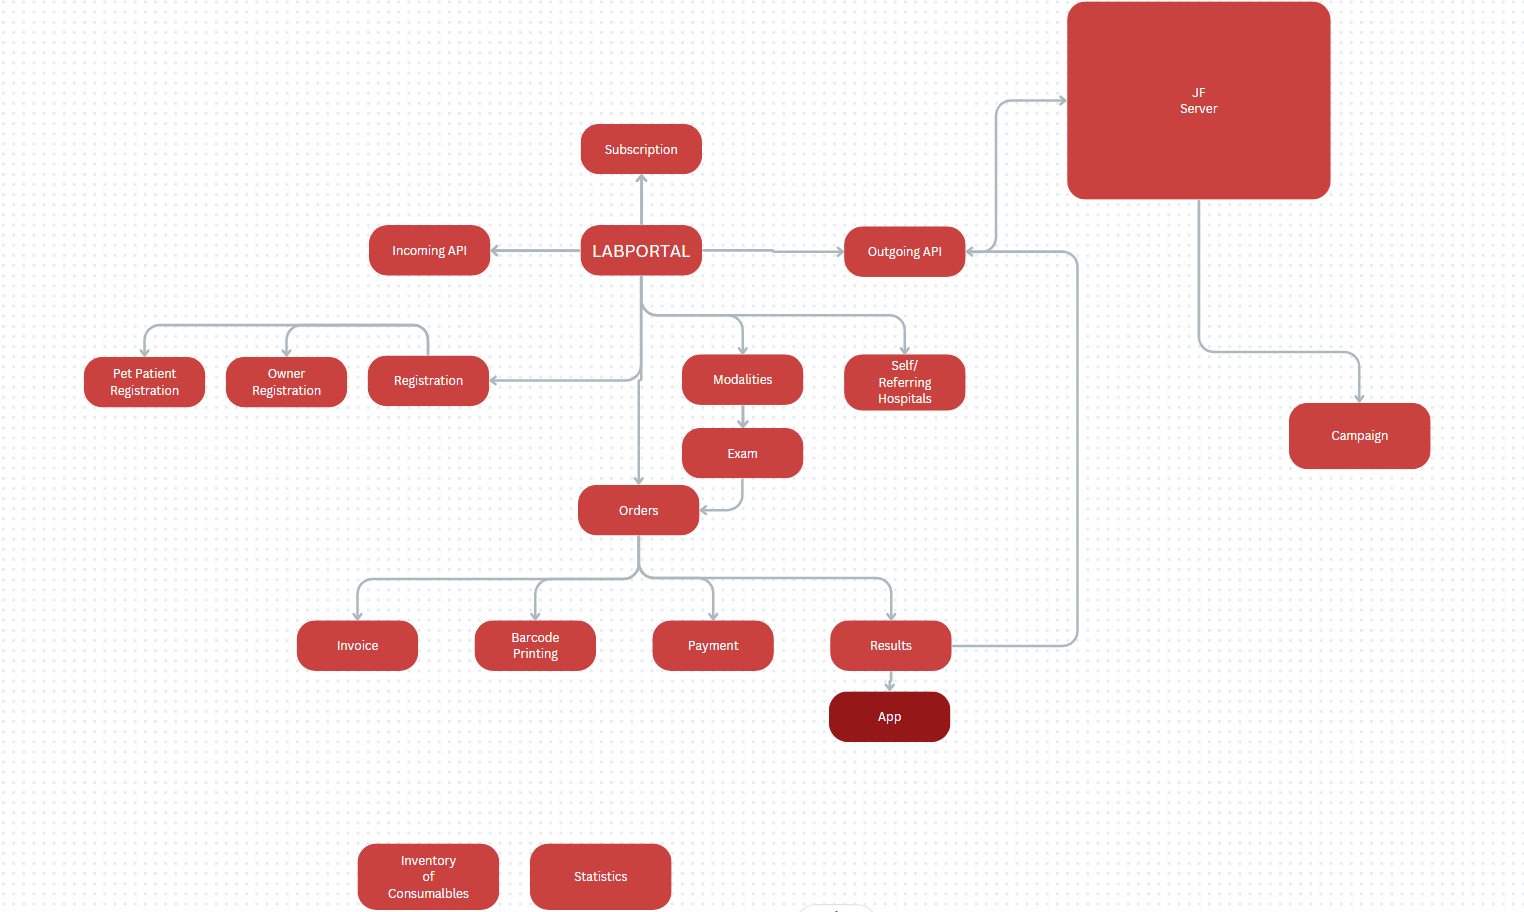 JF
Server
Subscription
Incoming API
LABPORTAL
Outgoing API
Pet Patient
Registration
Owner
Registration
Registration
Modalities
Self/
Referring
Hospitals
Exam
Campaign
Orders
Invoice
Barcode
Printing
Payment
Results
App
Inventory
of
Consumalbles
Statistics